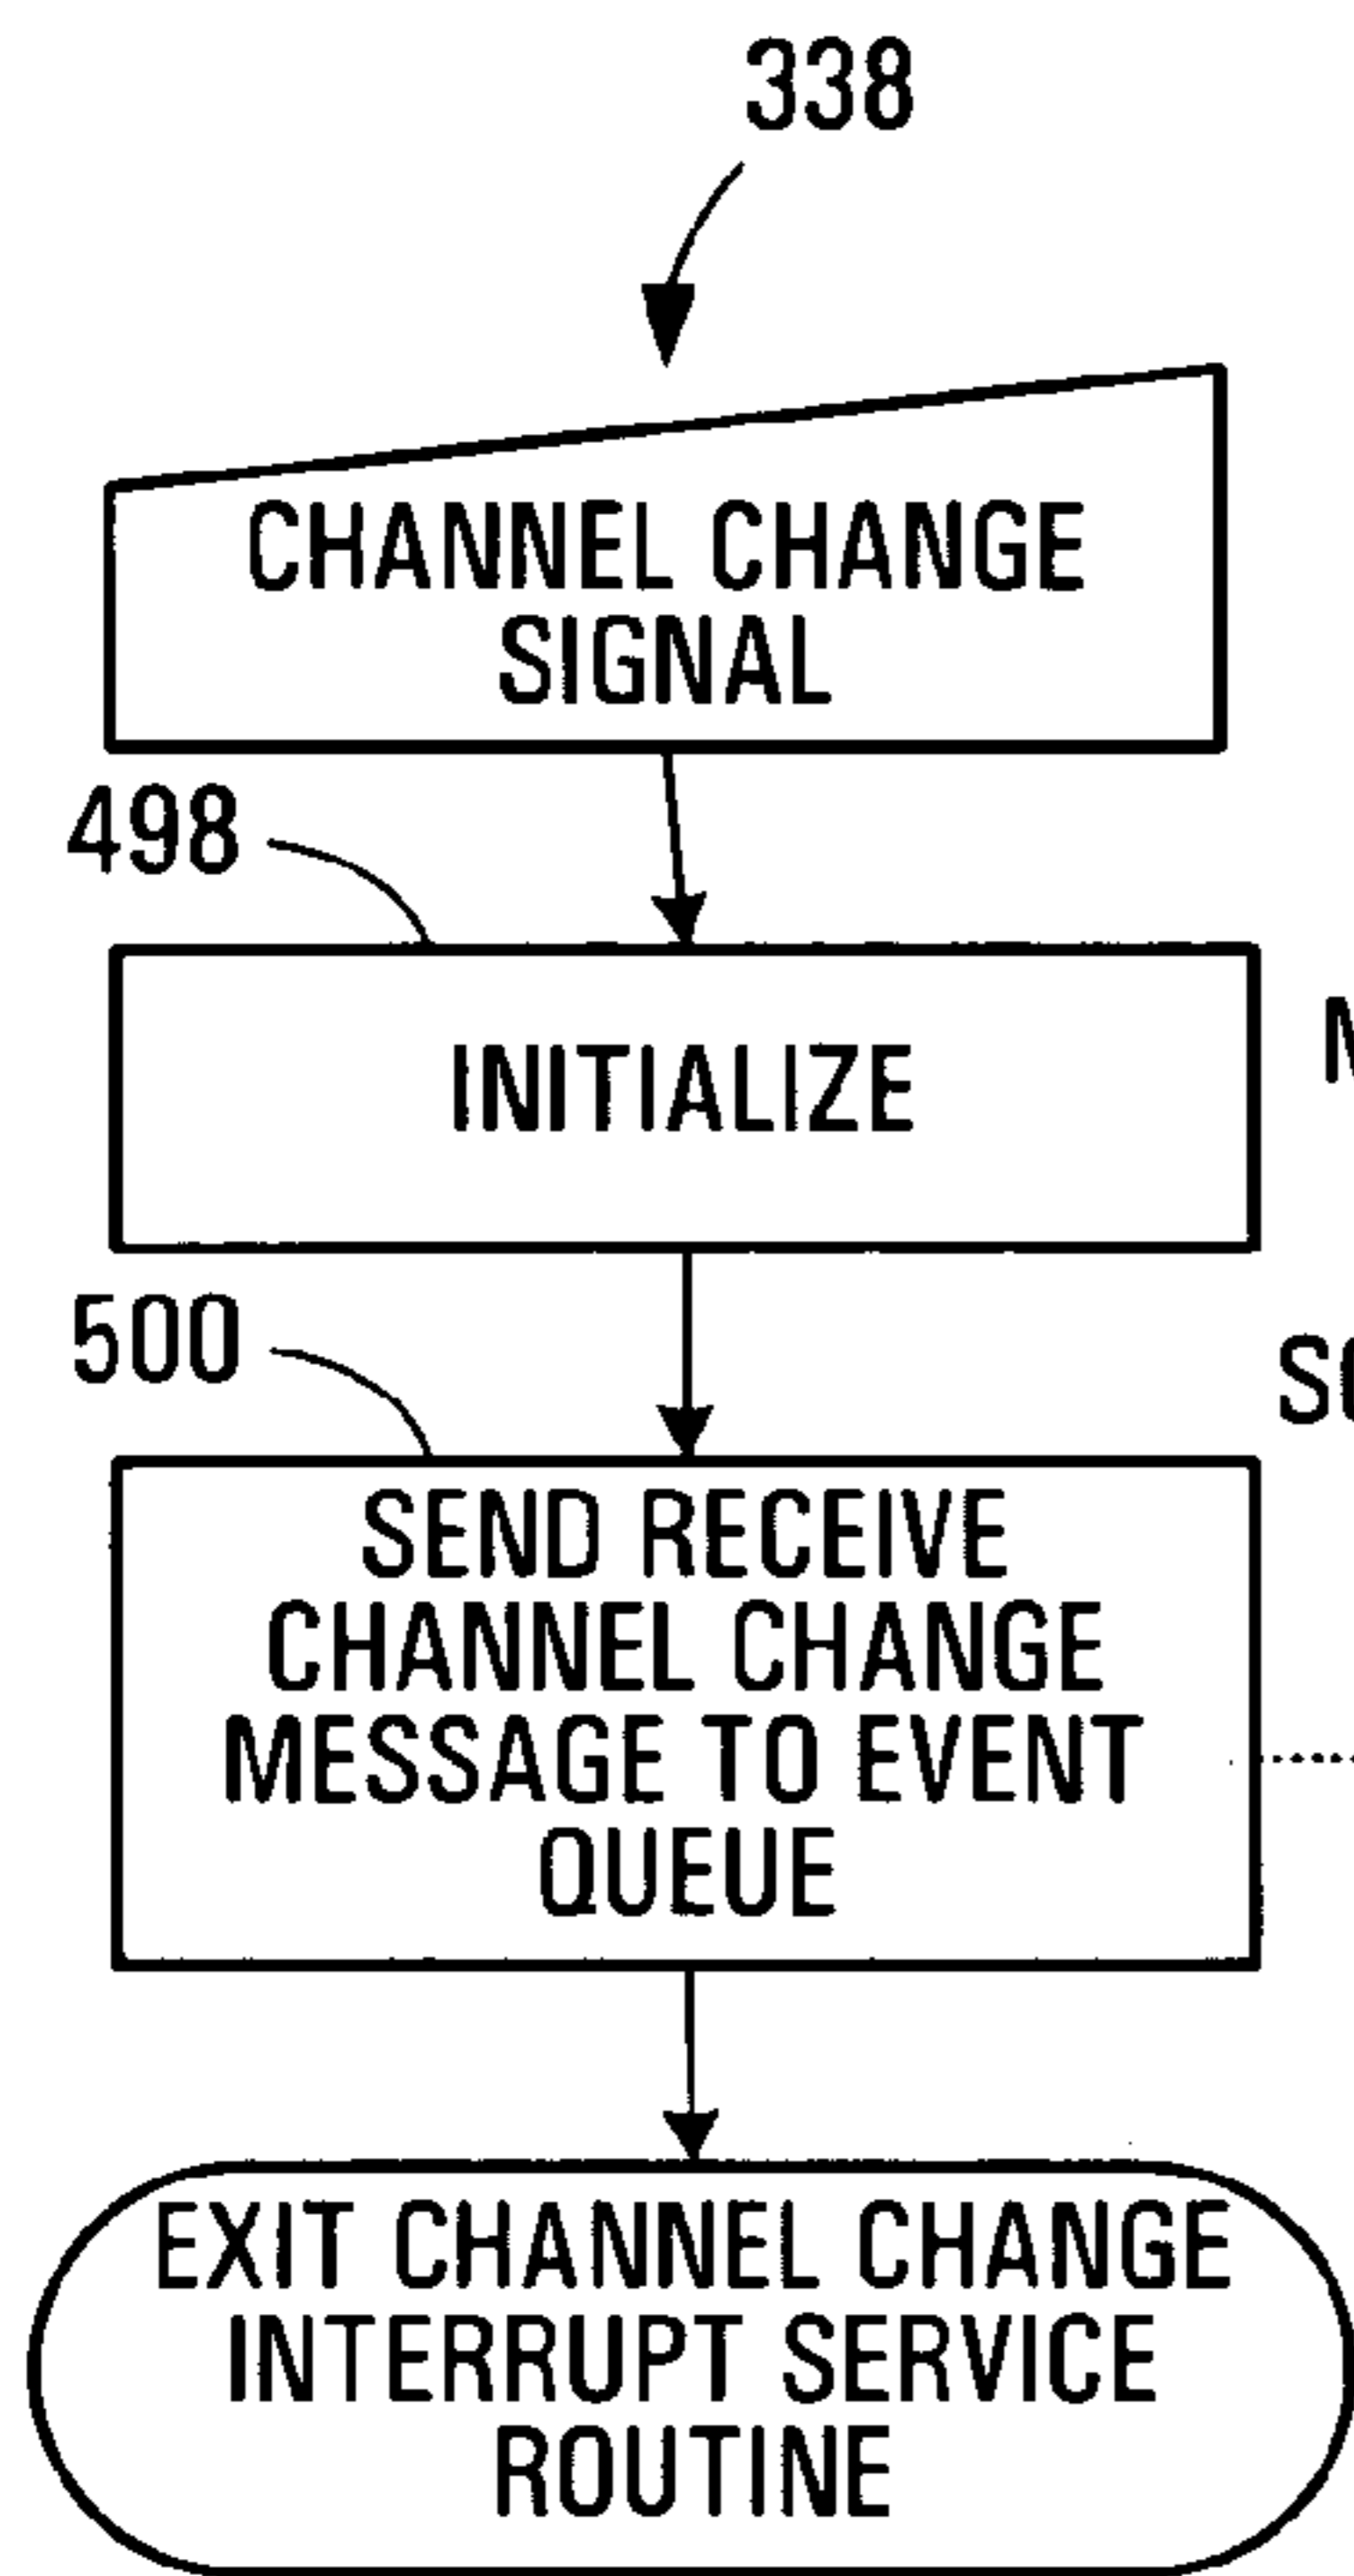 338
CHANNEL CHANGE
SIGNAL
498
INITIALIZE
500
SEND RECEIVE
CHANNEL CHANGE
MESSAGE TO EVENT
QUEUE
EXIT CHANNEL CHANGE
INTERRUPT SERVICE
ROUTINE